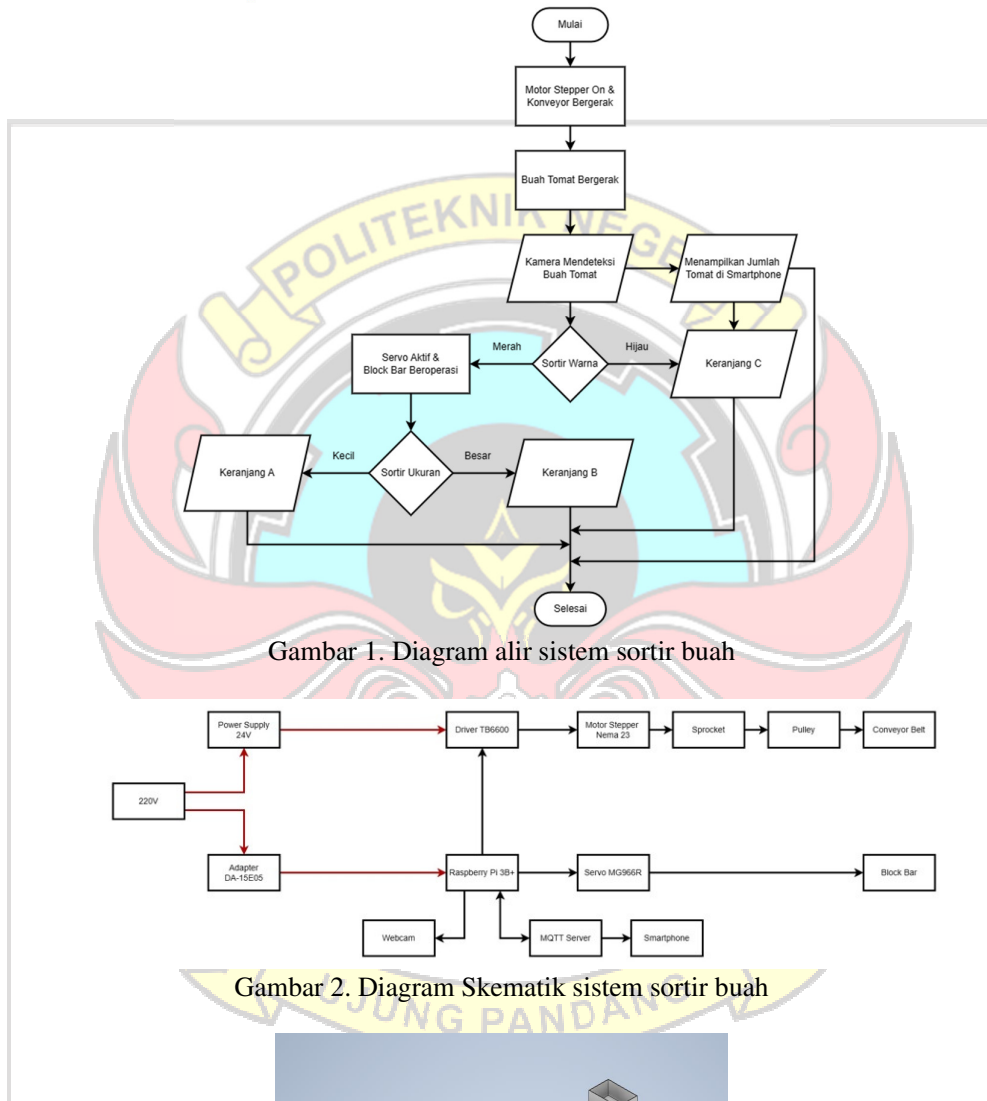 Mulai
Motor Stepper On &
Konveyor Bergerak
Buah Tomat Bergerak
POLITEKNIK NEGE
Kamera Mendeteksi
Buah Tomat
Menampilkan Jumlah
Tomat di Smartphone
Servo Aktif &
Block Bar Beroperasi
Merah
Sortir Warna
Hijau
Keranjang C
Keranjang A
Kecil
Sortir Ukuran
Besar
Keranjang B
Selesai
Gambar 1. Diagram alir sistem sortir buah
Power Supply
24V
Driver TB6600
Motor Stepper
Nema 23
Sprocket
Pulley
Conveyor Belt
220V
Adapter
DA-15E05
Raspberry Pi 3B+
Servo MG966R
Block Bar
Webcam
MQTT Server
Smartphone
Gambar 2. Diagram Skematik sistem sortir buah
UJUNG PANDANG